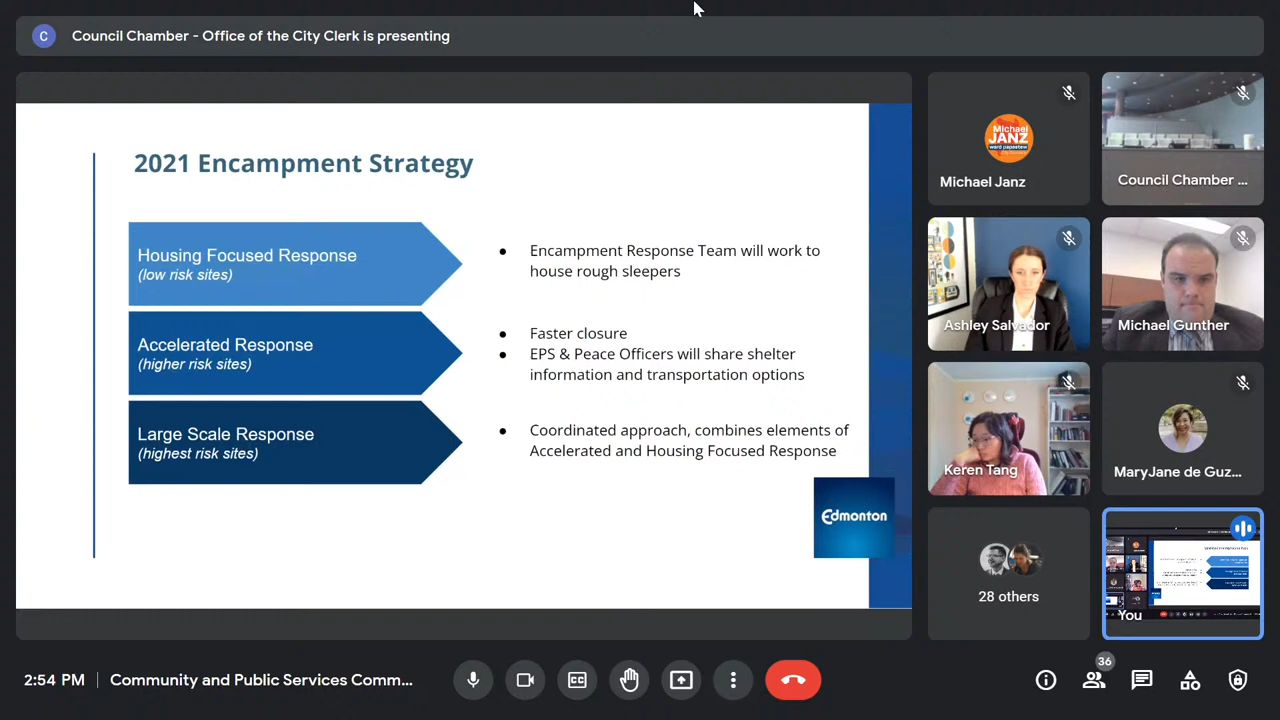 C
Council Chamber - Office of the City Clerk is presenting
2021 Encampment Strategy
Housing Focused Response
(low risk sites)
● Encampment Response Team will work to
house rough sleepers
Accelerated Response
(higher risk sites)
● Faster closure
● EPS & Peace Officers will share shelter
information and transportation options
Large Scale Response
(highest risk sites)
● Coordinated approach, combines elements of
Accelerated and Housing Focused Response
Edmonton
Michael
JANZ
ward papastew
Michael Janz
Council Chamber ...
Ashley Salvador
Michael Gunther
Keren Tang
MaryJane de Guz...
28 others
You
2:54 PM
Community and Public Services Comm...
36